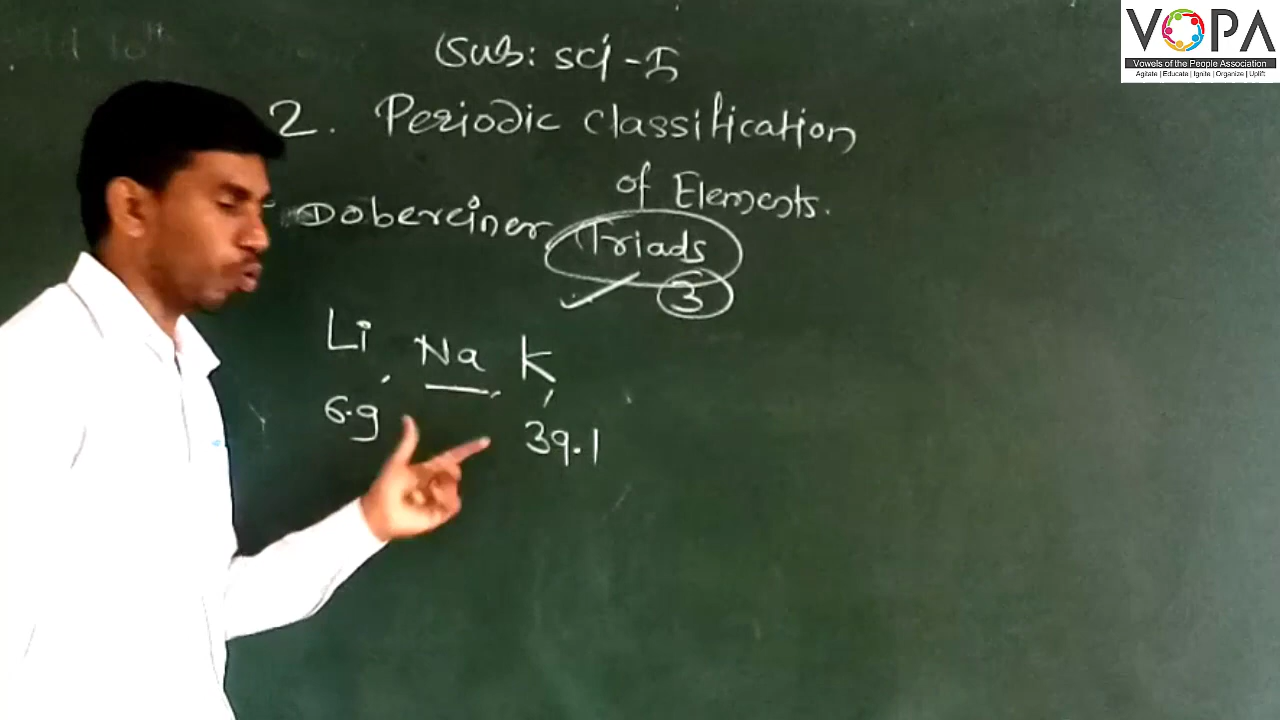 VOPA
Vowels of the People Association
Agitate | Educate | Ignite | Organize | Uplift
10th
Sub: sci - I
2. Periodic classification
of Elements.
Dobereiner Triads
3
Li Na K
6.9 39.1